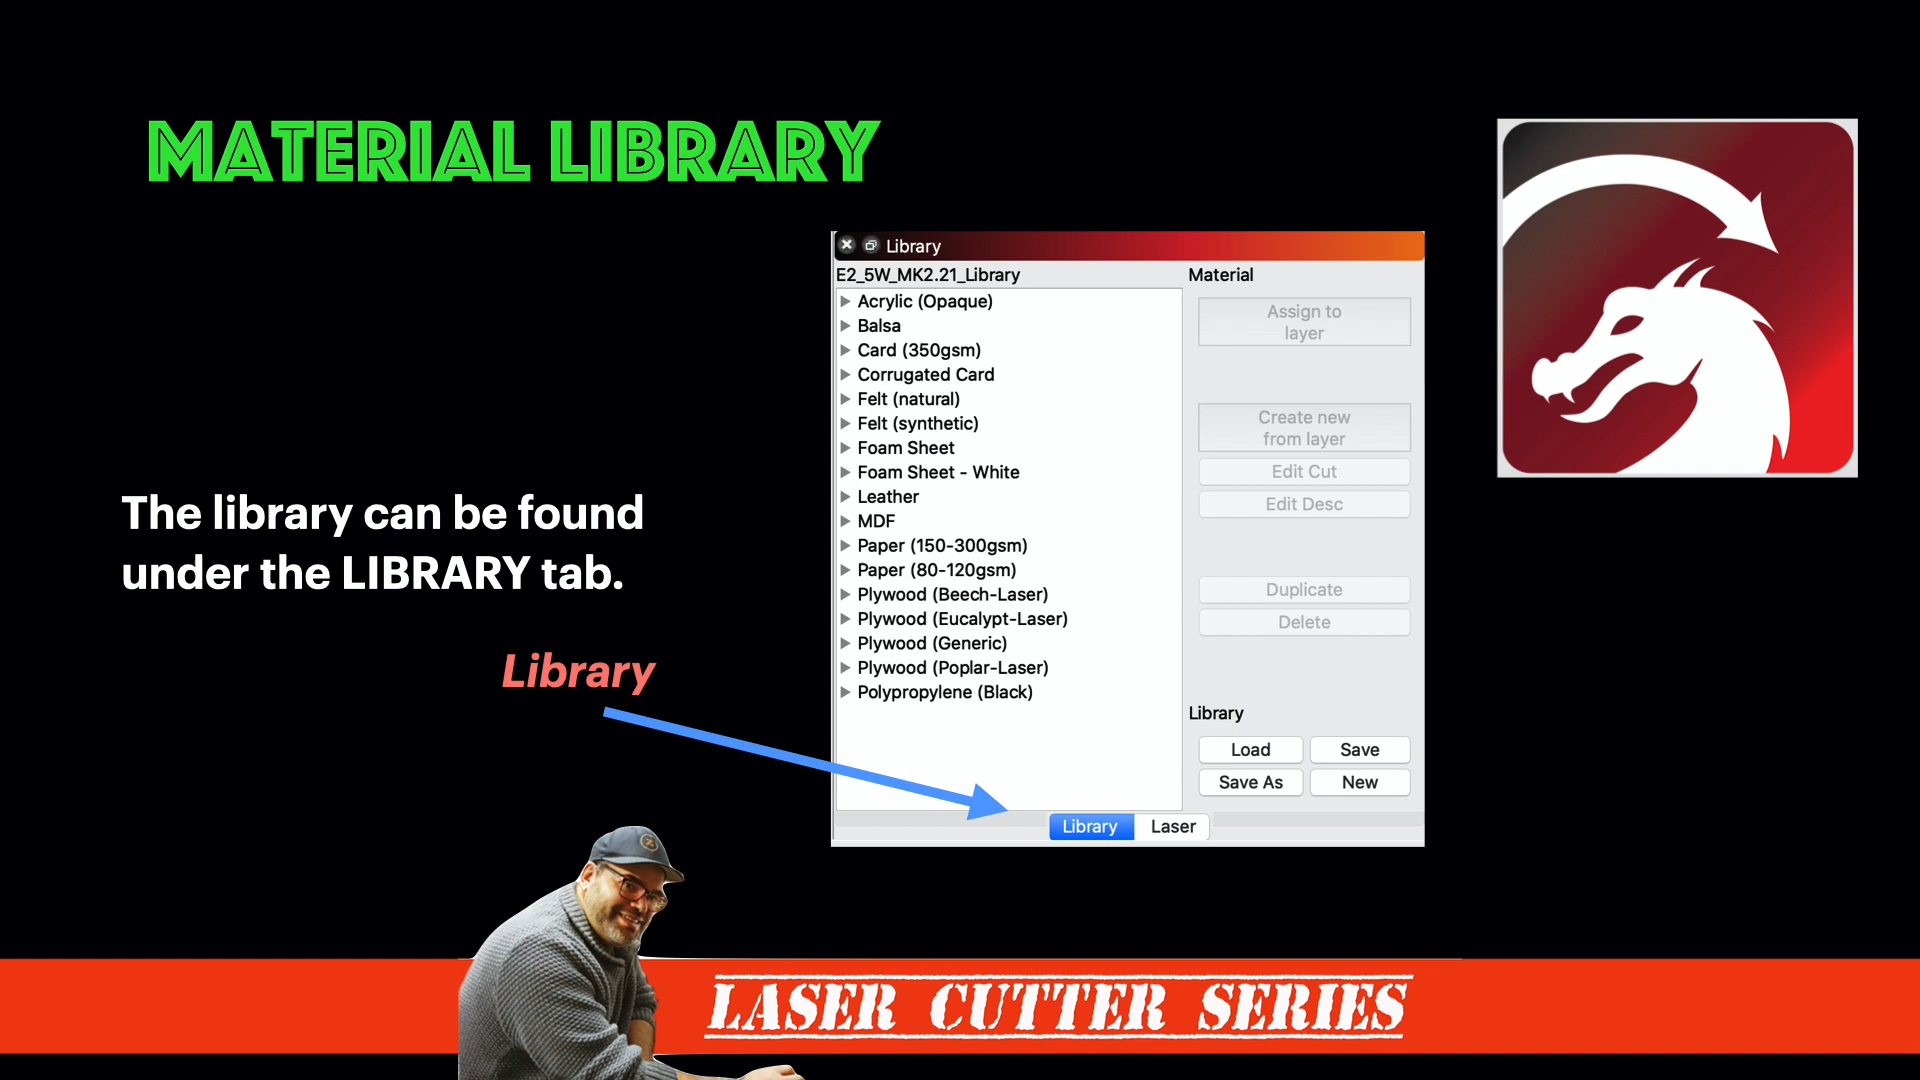 MATERIAL LIBRARY
Library
E2_5W_MK2.21_Library
Material
Acrylic (Opaque)
Balsa
Card (350gsm)
Corrugated Card
Felt (natural)
Felt (synthetic)
Foam Sheet
Foam Sheet - White
Leather
MDF
Paper (150-300gsm)
Paper (80-120gsm)
Plywood (Beech-Laser)
Plywood (Eucalypt-Laser)
Plywood (Generic)
Plywood (Poplar-Laser)
Polypropylene (Black)
Assign to
layer
Create new
from layer
Edit Cut
Edit Desc
Duplicate
Delete
Library
Load
Save
Save As
New
Library
Laser
The library can be found
under the LIBRARY tab.
Library
LASER CUTTER SERIES